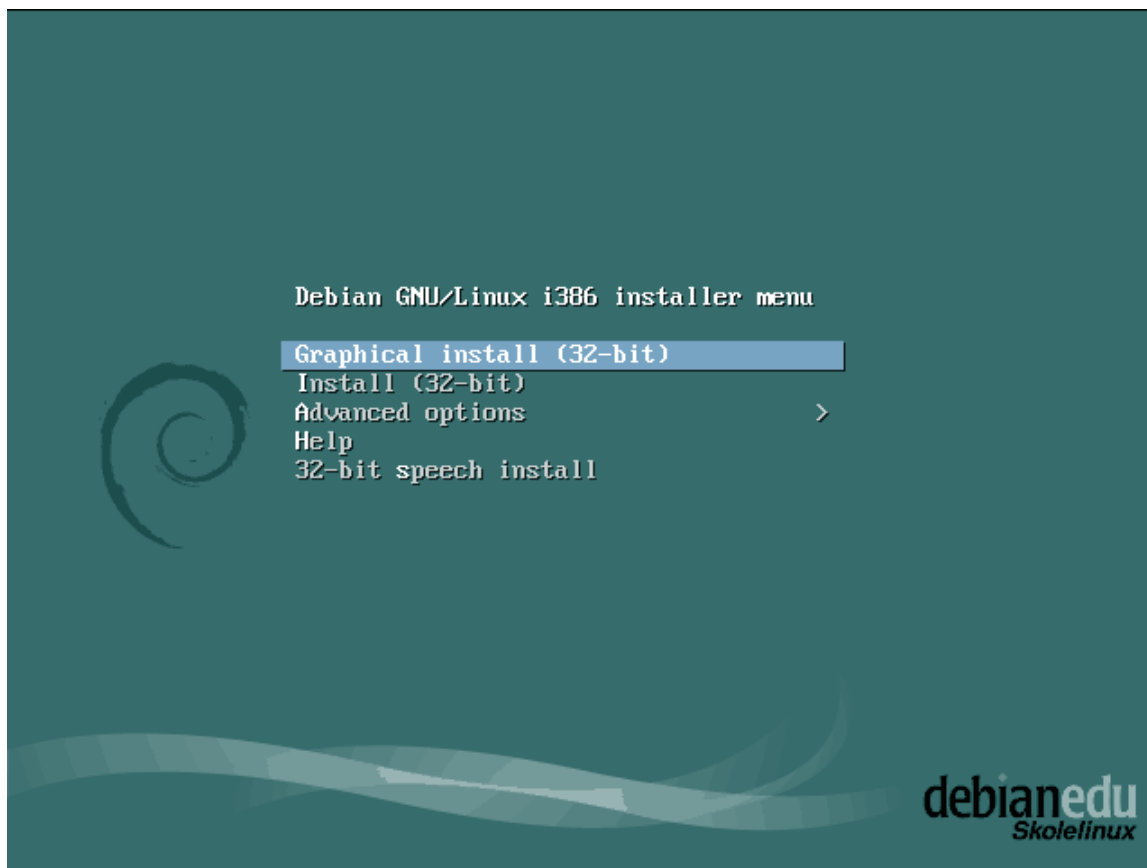 Debian GNU/Linux i386 installer menu
Graphical install (32-bit)
Install (32-bit)
Advanced options >
Help
32-bit speech install
debianedu
Skolelinux